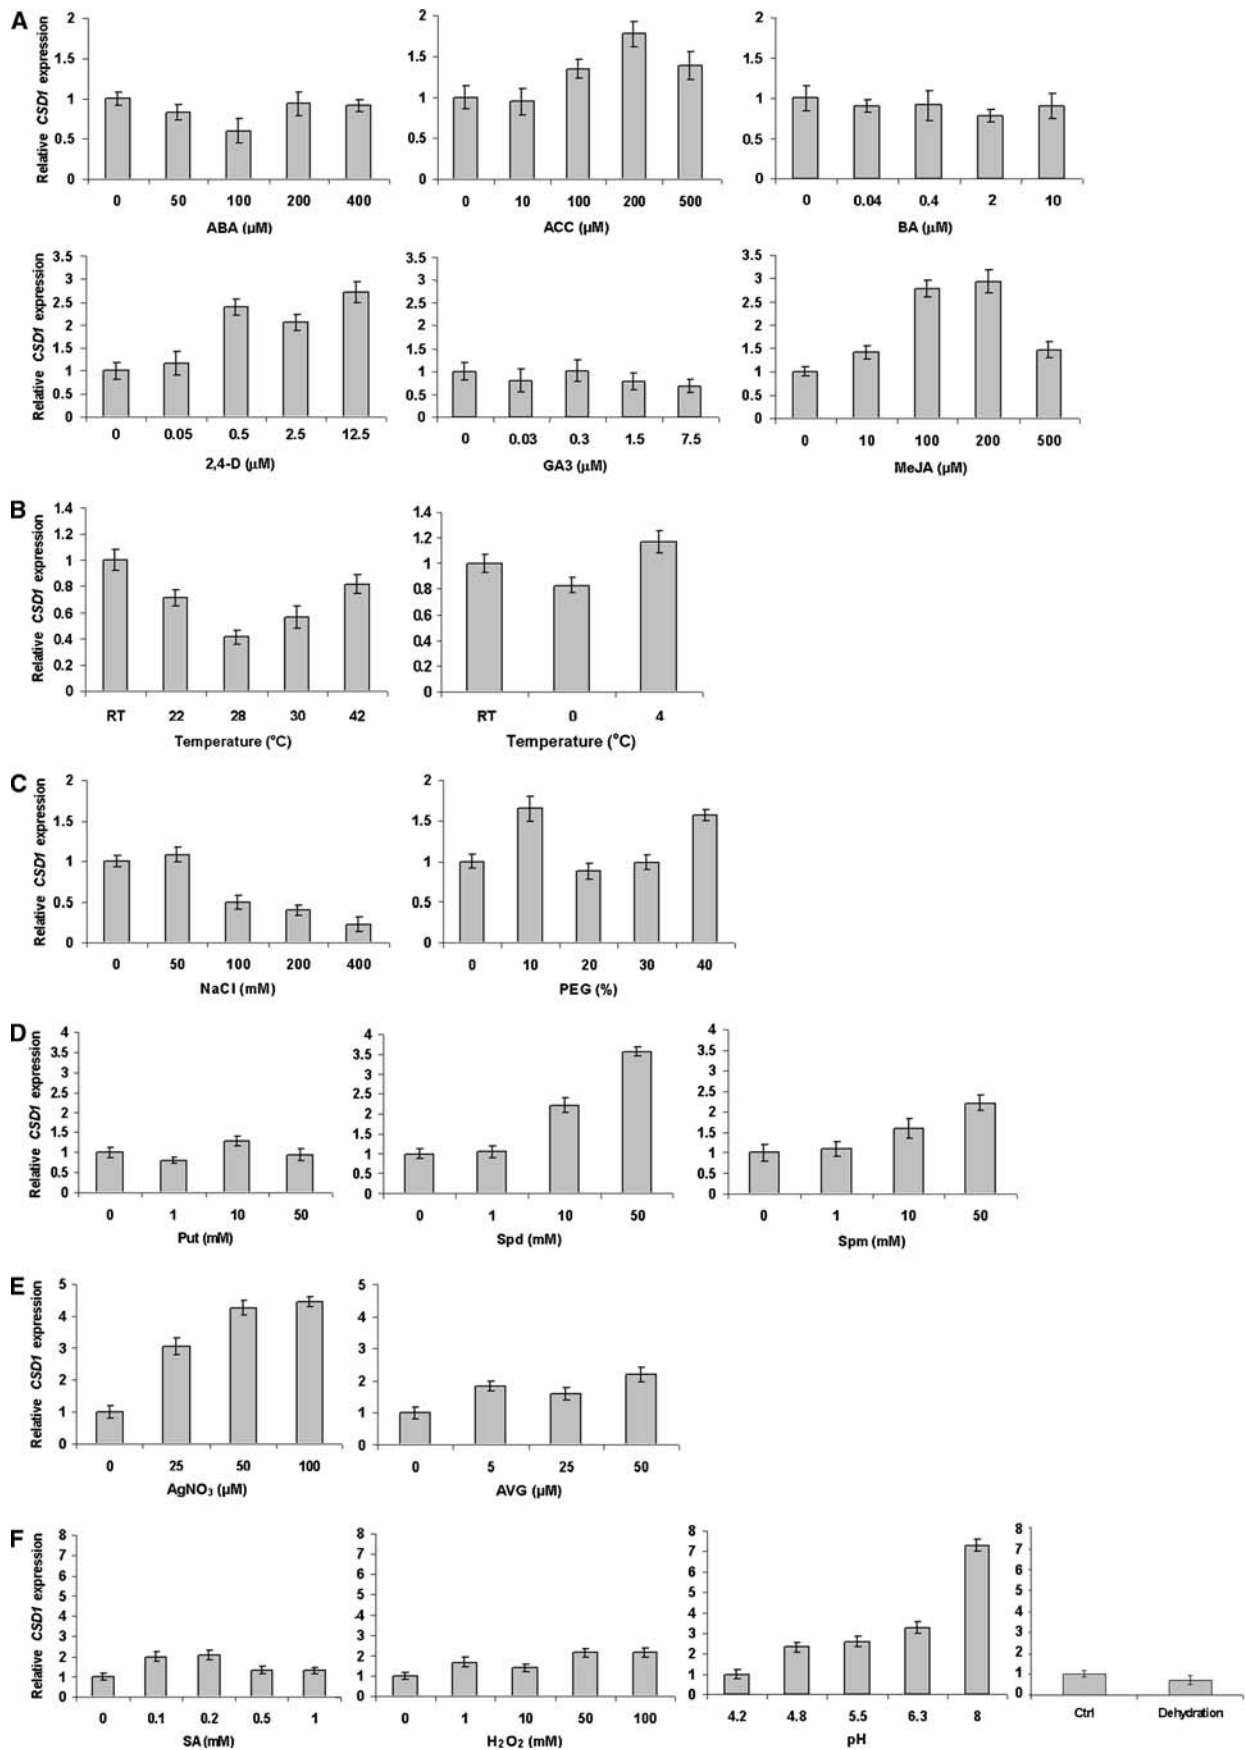 A
Relative CSD1 expression
2
1.5
1
0.5
0
0 50 100 200 400
ABA (µM)
2
1.5
1
0.5
0
0 10 100 200 500
ACC (µM)
2
1.5
1
0.5
0
0 0.04 0.4 2 10
BA (µM)
Relative CSD1 expression
3.5
3
2.5
2
1.5
1
0.5
0
0 0.05 0.5 2.5 12.5
2,4-D (µM)
3.5
3
2.5
2
1.5
1
0.5
0
0 0.03 0.3 1.5 7.5
GA3 (µM)
3.5
3
2.5
2
1.5
1
0.5
0
0 10 100 200 500
MeJA (µM)
B
Relative CSD1 expression
1.4
1.2
1
0.8
0.6
0.4
0.2
0
RT 22 28 30 42
Temperature (°C)
1.4
1.2
1
0.8
0.6
0.4
0.2
0
RT 0 4
Temperature (°C)
C
Relative CSD1 expression
2
1.5
1
0.5
0
0 50 100 200 400
NaCl (mM)
2
1.5
1
0.5
0
0 10 20 30 40
PEG (%)
D
Relative CSD1 expression
4
3.5
3
2.5
2
1.5
1
0.5
0
0 1 10 50
Put (mM)
4
3.5
3
2.5
2
1.5
1
0.5
0
0 1 10 50
Spd (mM)
4
3.5
3
2.5
2
1.5
1
0.5
0
0 1 10 50
Spm (mM)
E
Relative CSD1 expression
5
4
3
2
1
0
0 25 50 100
AgNO₃ (µM)
5
4
3
2
1
0
0 5 25 50
AVG (µM)
F
Relative CSD1 expression
8
7
6
5
4
3
2
1
0
0 0.1 0.2 0.5 1
SA (mM)
8
7
6
5
4
3
2
1
0
0 1 10 50 100
H₂O₂ (mM)
8
7
6
5
4
3
2
1
0
4.2 4.8 5.5 6.3 8
pH
8
7
6
5
4
3
2
1
0
Ctrl Dehydration